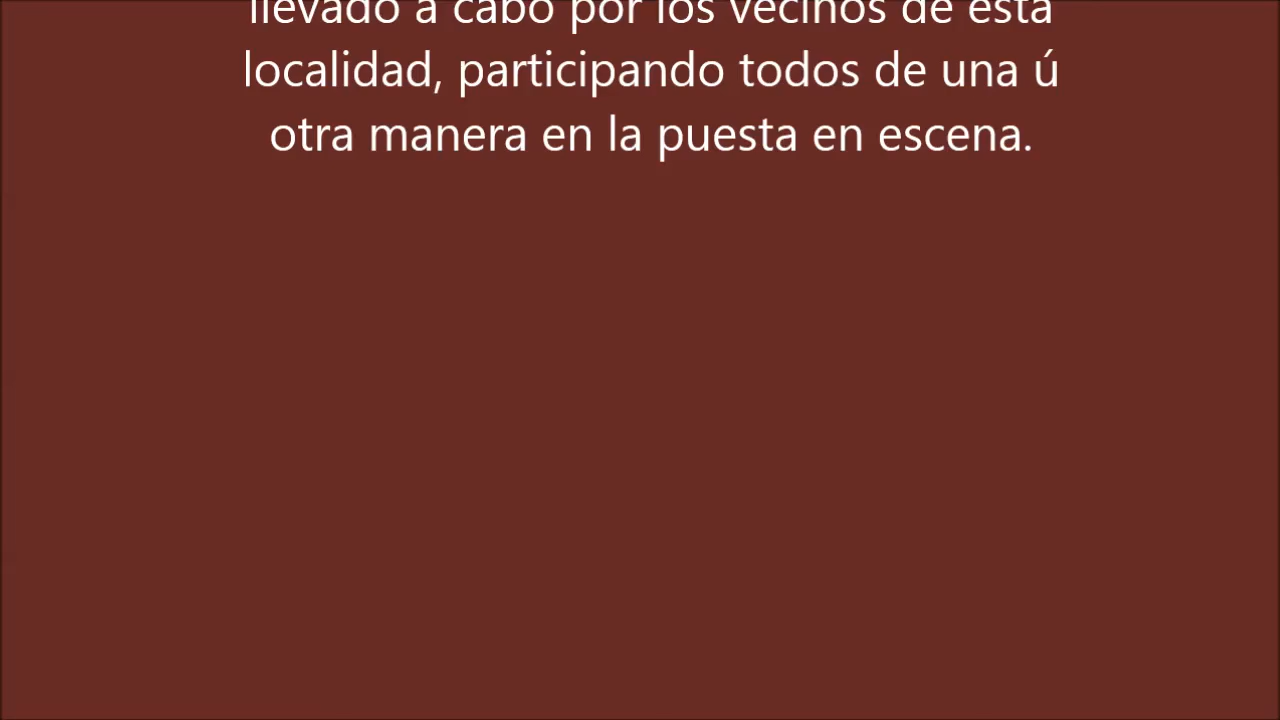 llevado a cabo por los vecinos de esta
localidad, participando todos de una ú
otra manera en la puesta en escena.